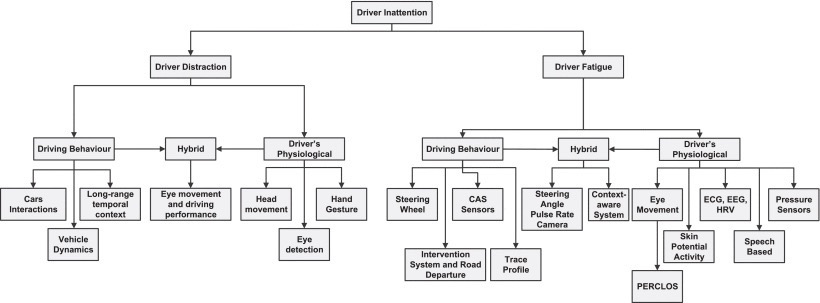 Driver Inattention
Driver Distraction
Driver Fatigue
Driving Behaviour
Hybrid
Driver's
Physiological
Driving Behaviour
Hybrid
Driver's
Physiological
Cars
Interactions
Long-range
temporal
context
Eye movement
and driving
performance
Head
movement
Hand
Gesture
Steering
Wheel
CAS
Sensors
Steering
Angle
Pulse Rate
Camera
Context-
aware
System
Eye
Movement
ECG, EEG,
HRV
Pressure
Sensors
Vehicle
Dynamics
Eye
detection
Intervention
System and Road
Departure
Trace
Profile
Skin
Potential
Activity
Speech
Based
PERCLOS